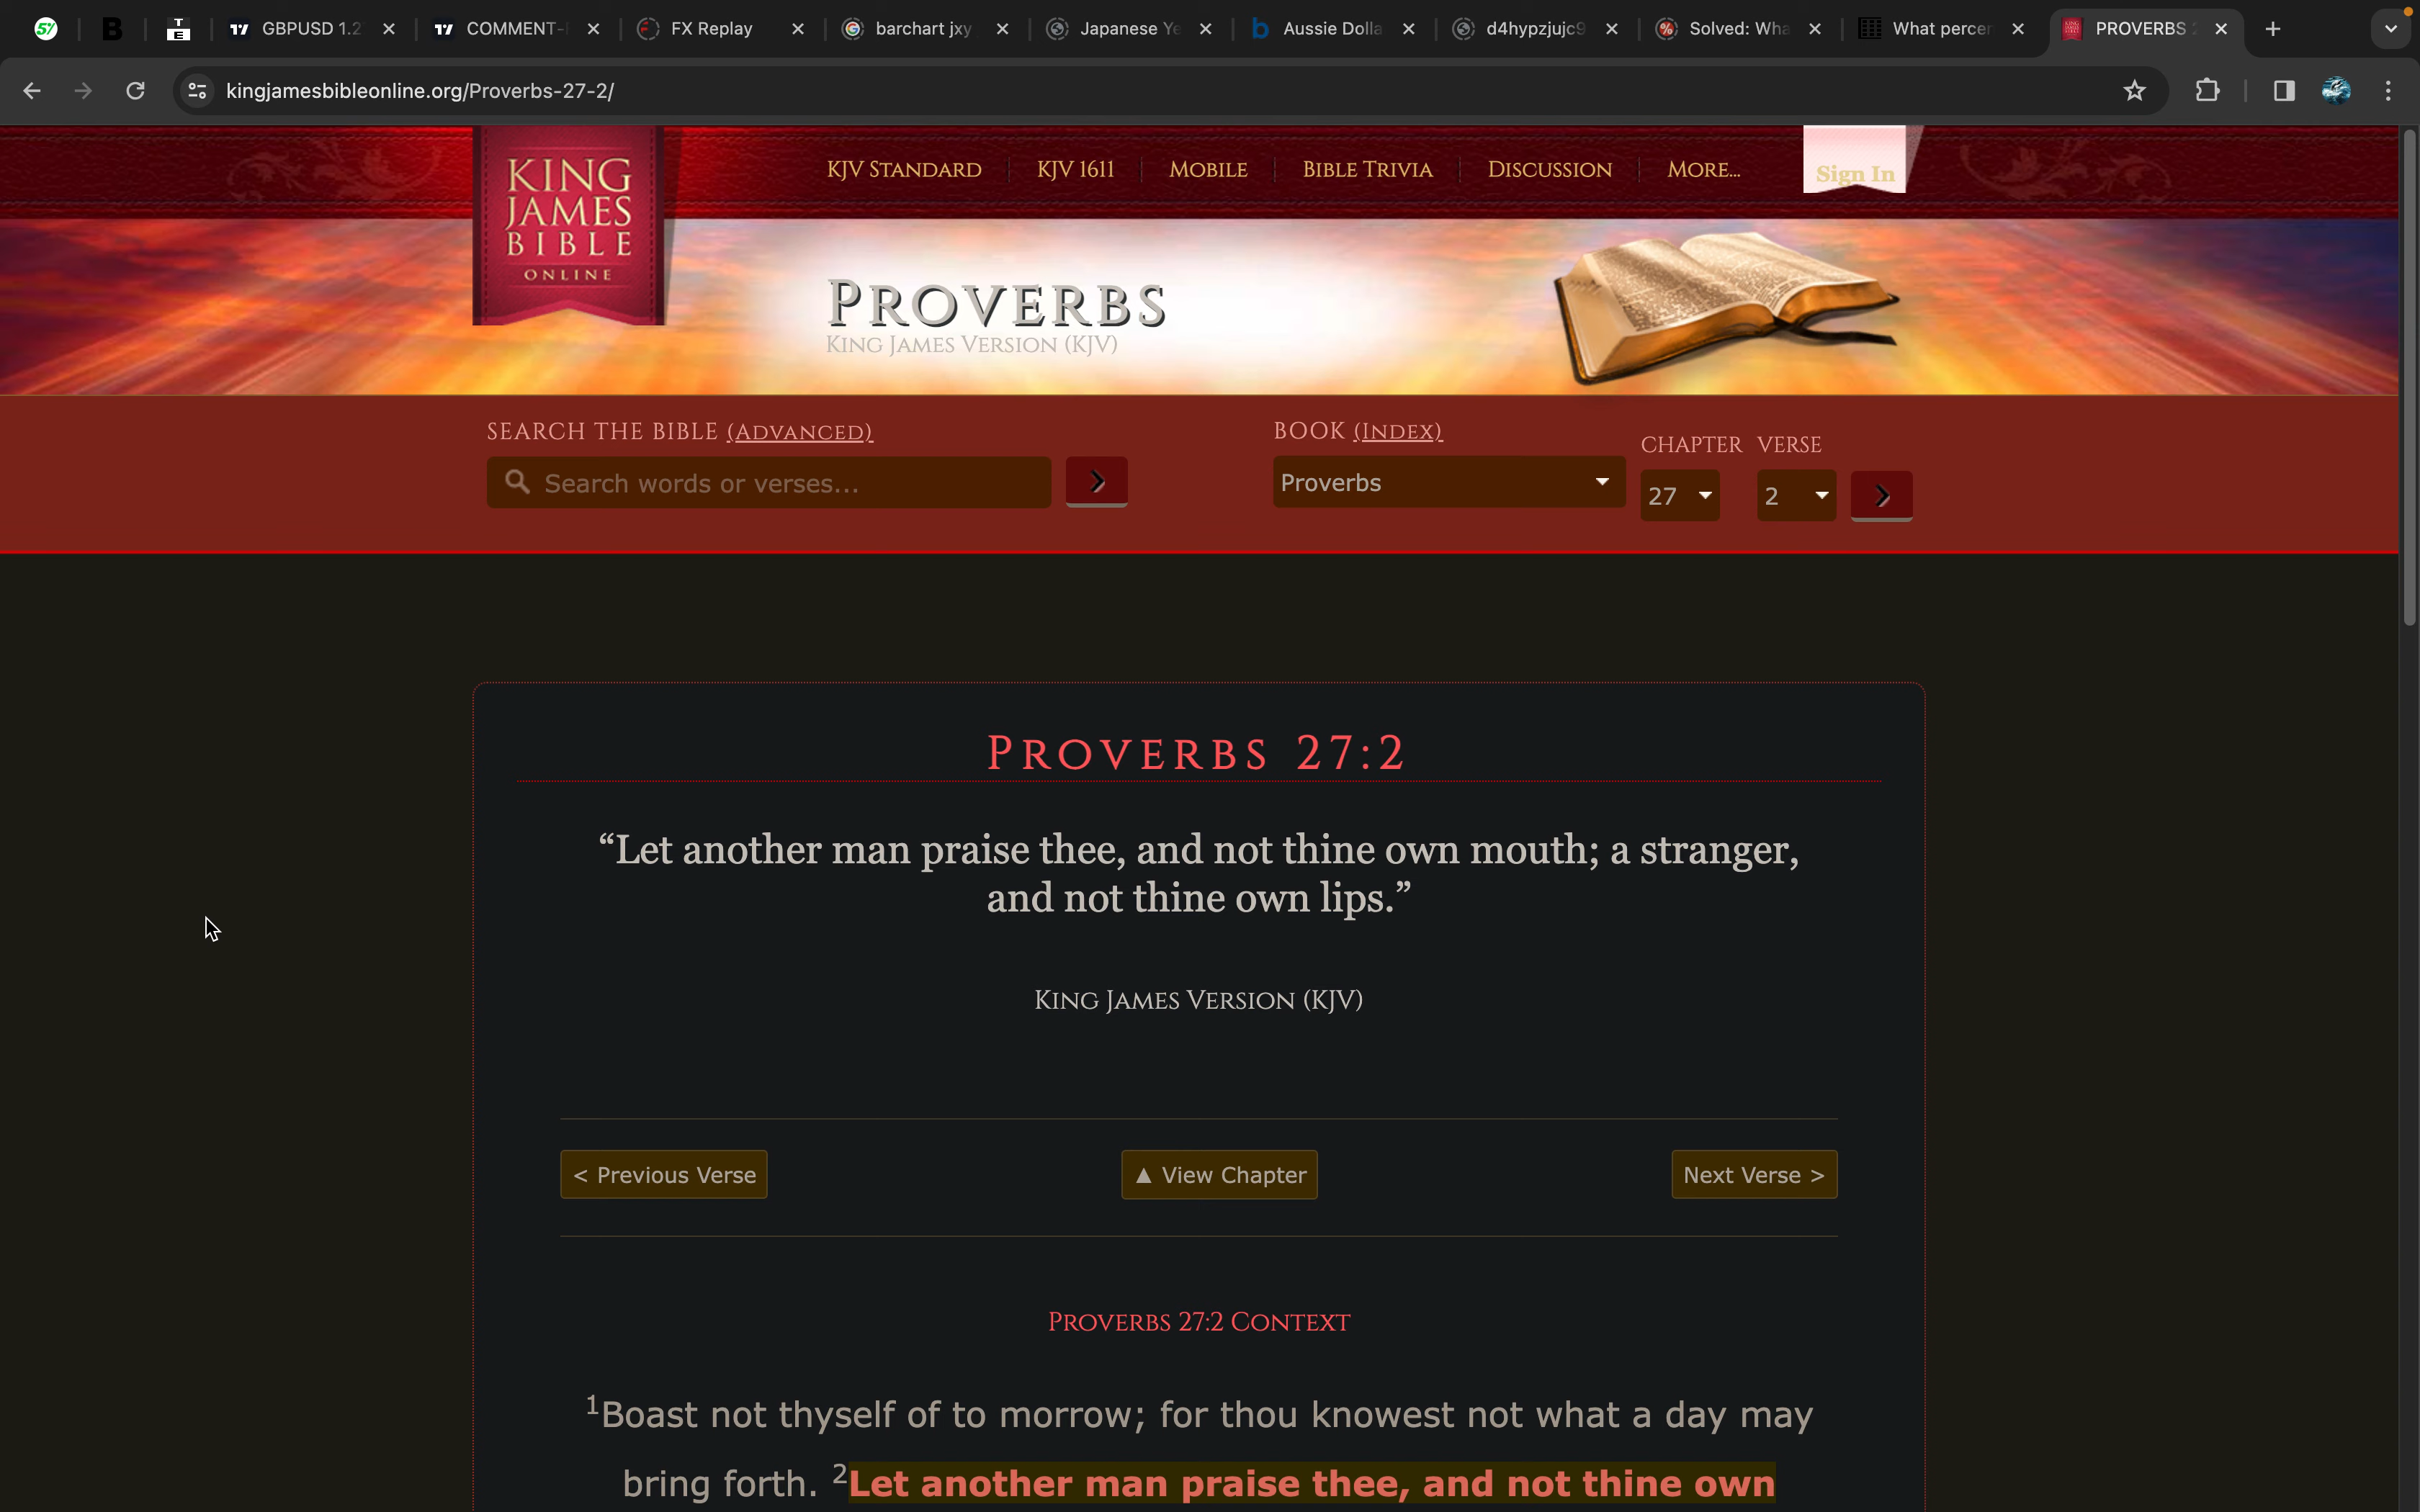 5Y
B
T
E
GBPUSD 1.2
COMMENT-
FX Replay
barchart jxy
Japanese Ye
Aussie Dolla
d4hypzjujc9
Solved: Wha
What percen
PROVERBS 2
kingjamesbibleonline.org/Proverbs-27-2/
KING
JAMES
BIBLE
ONLINE
KJV STANDARD
KJV 1611
MOBILE
BIBLE TRIVIA
DISCUSSION
MORE...
Sign In
PROVERBS
KING JAMES VERSION (KJV)
SEARCH THE BIBLE (ADVANCED)
Search words or verses...
BOOK (INDEX)
Proverbs
CHAPTER
27
VERSE
2
PROVERBS 27:2
“Let another man praise thee, and not thine own mouth; a stranger,
and not thine own lips.”
KING JAMES VERSION (KJV)
< Previous Verse
▲ View Chapter
Next Verse >
PROVERBS 27:2 CONTEXT
1Boast not thyself of to morrow; for thou knowest not what a day may
bring forth. 2Let another man praise thee, and not thine own